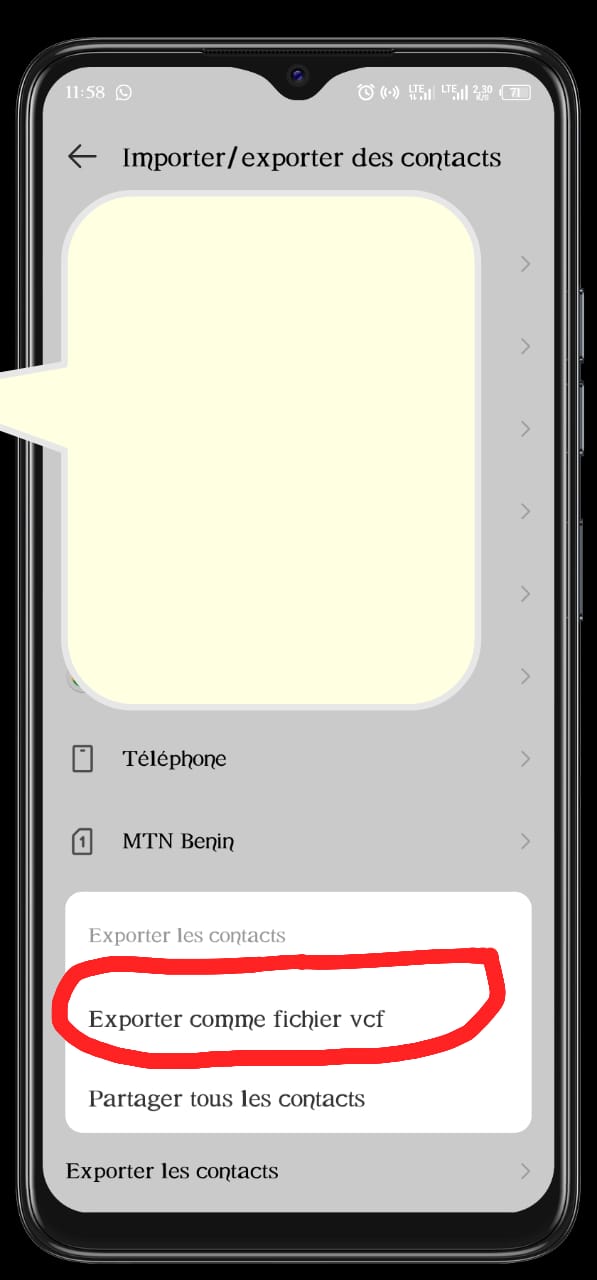 11:58 LTE LTE 2,30 K/S 71
Importer/exporter des contacts
Téléphone
1 MTN Benin
Exporter les contacts
Exporter comme fichier vcf
Partager tous les contacts
Exporter les contacts